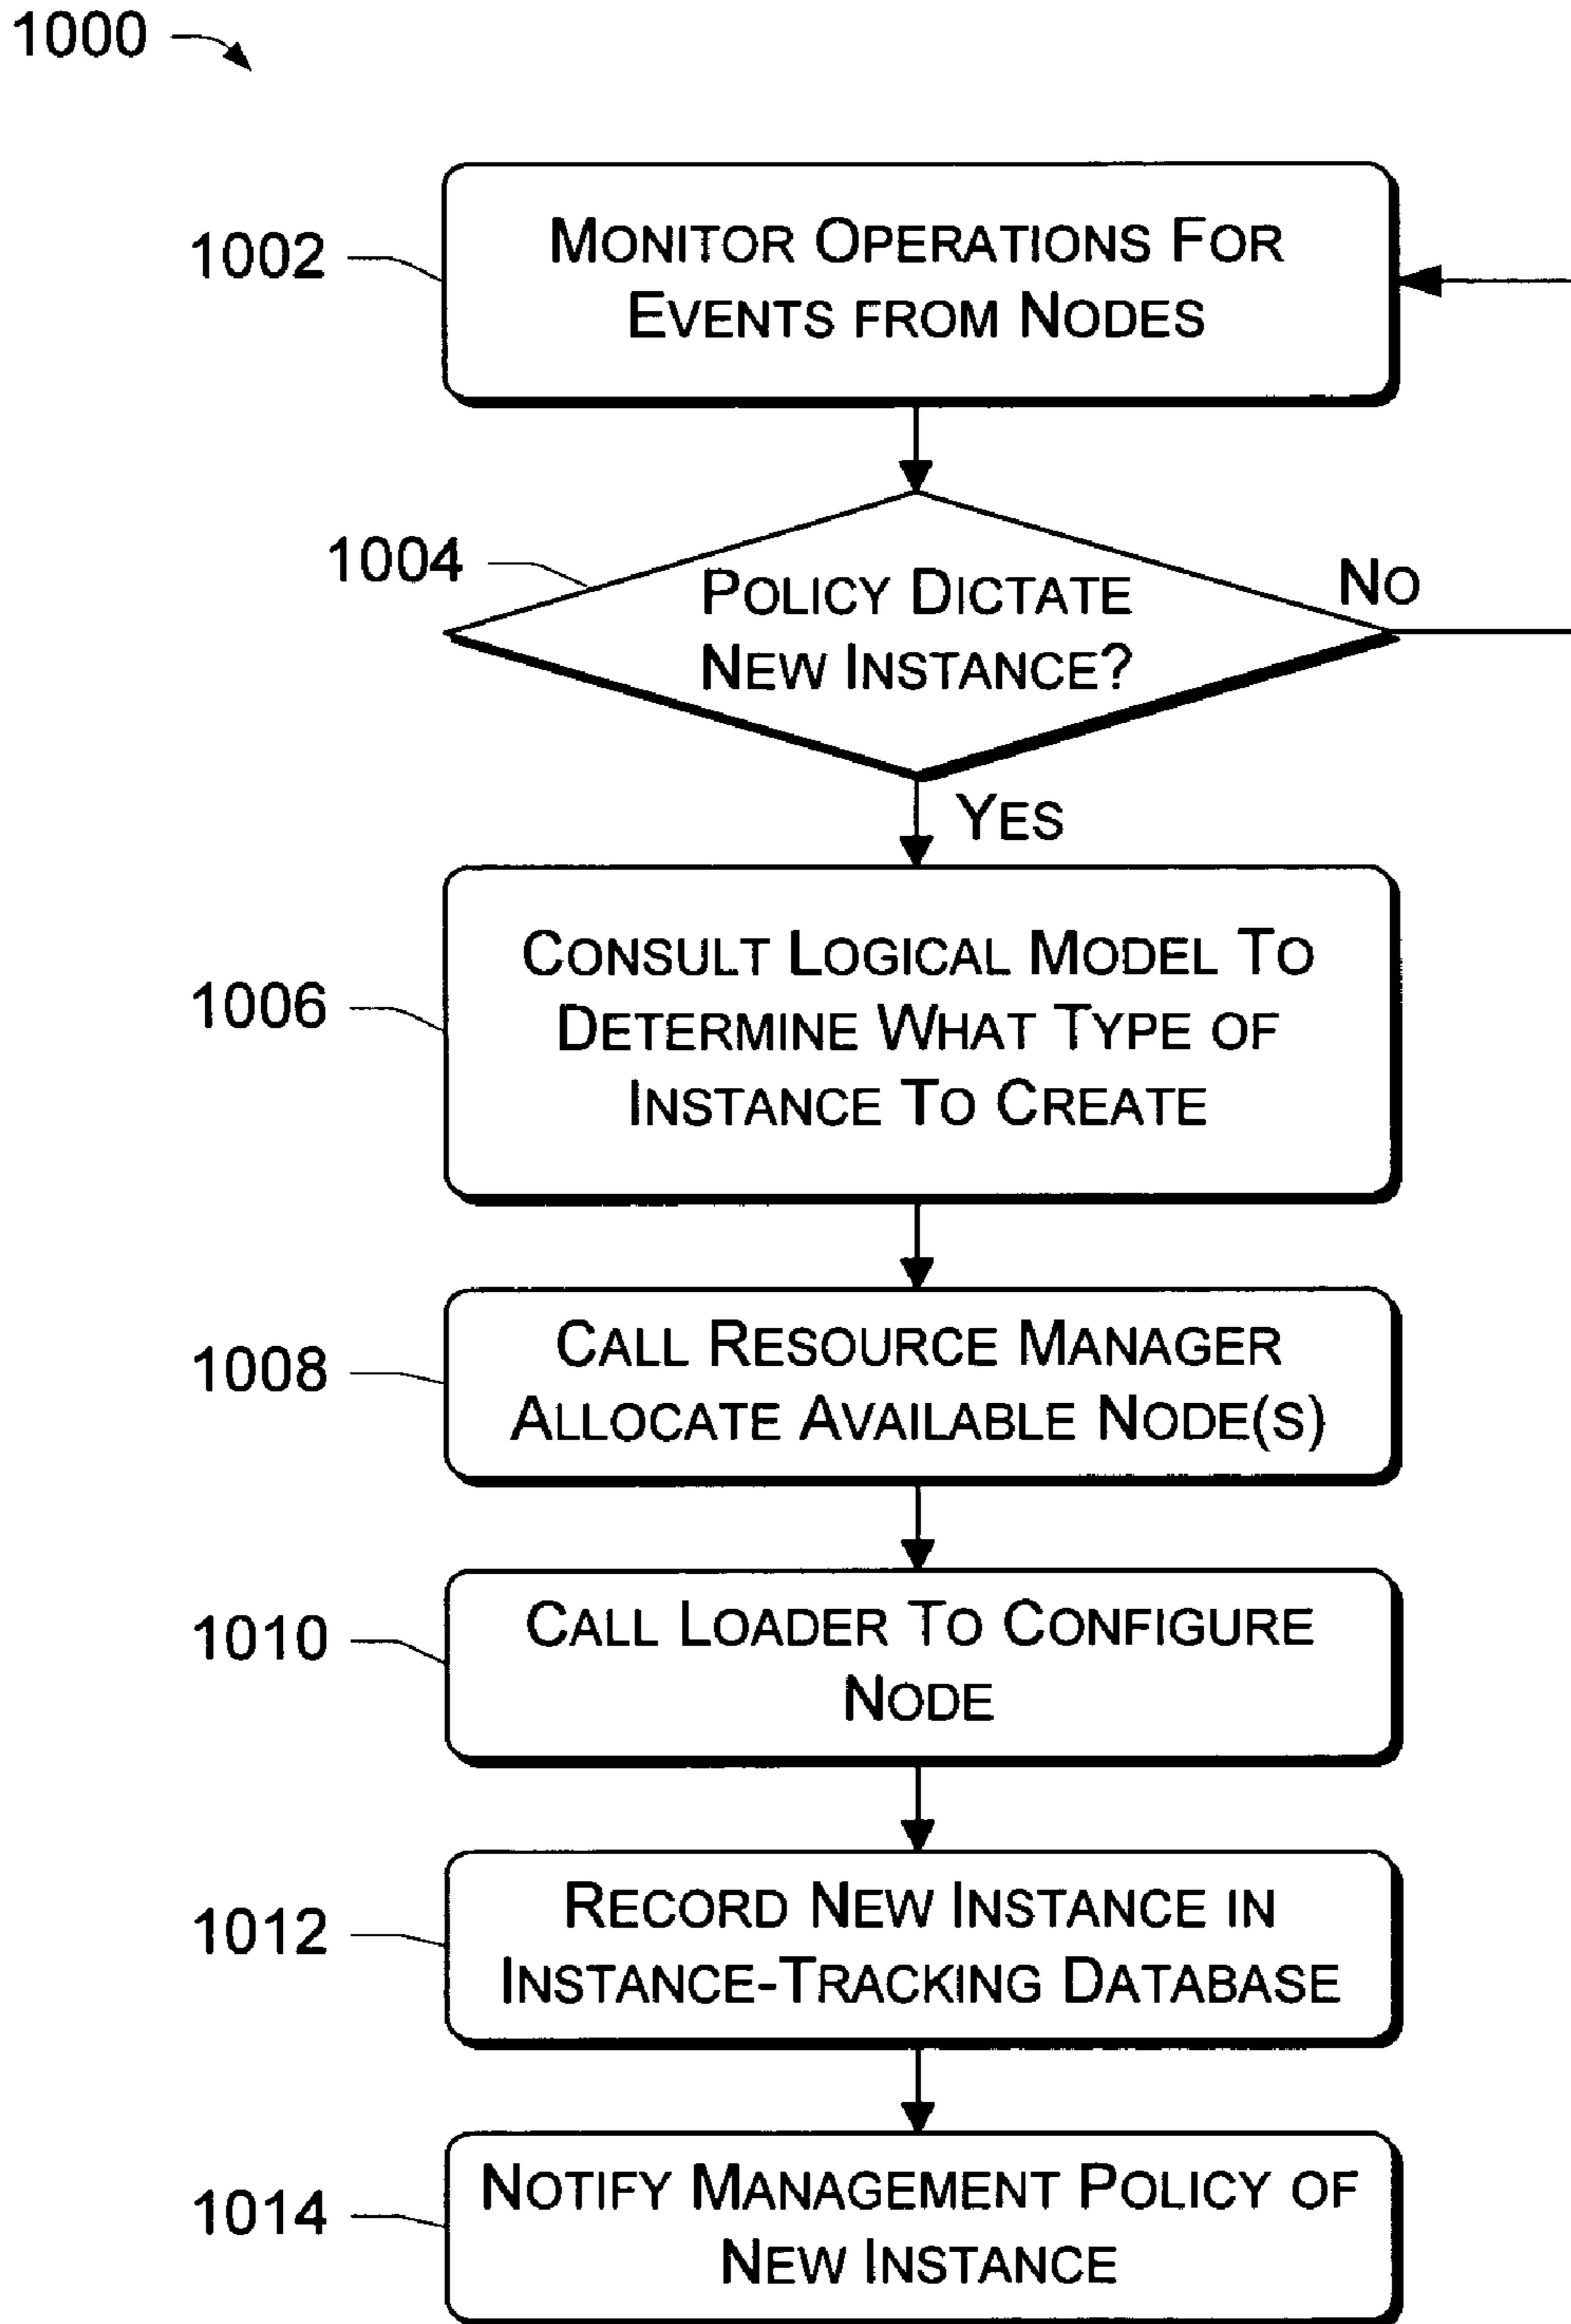 1000
1002
MONITOR OPERATIONS FOR
EVENTS FROM NODES
1004
POLICY DICTATE
NEW INSTANCE?
NO
YES
1006
CONSULT LOGICAL MODEL TO
DETERMINE WHAT TYPE OF
INSTANCE TO CREATE
1008
CALL RESOURCE MANAGER
ALLOCATE AVAILABLE NODE(S)
1010
CALL LOADER TO CONFIGURE
NODE
1012
RECORD NEW INSTANCE IN
INSTANCE-TRACKING DATABASE
1014
NOTIFY MANAGEMENT POLICY OF
NEW INSTANCE